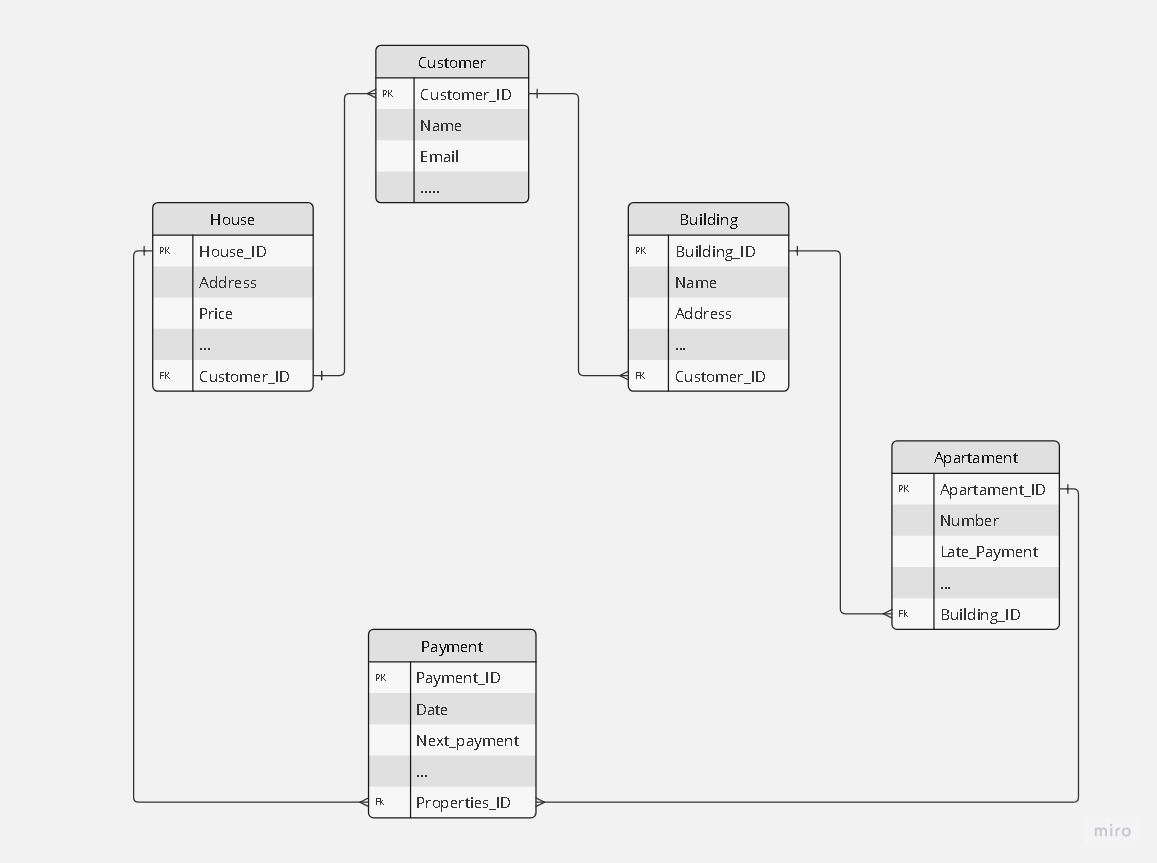 Customer
PK Customer_ID
Name
Email
.....
House
PK House_ID
Address
Price
...
FK Customer_ID
Building
PK Building_ID
Name
Address
...
FK Customer_ID
Apartament
PK Apartament_ID
Number
Late_Payment
...
Fk Building_ID
Payment
PK Payment_ID
Date
Next_payment
...
Fk Properties_ID
miro